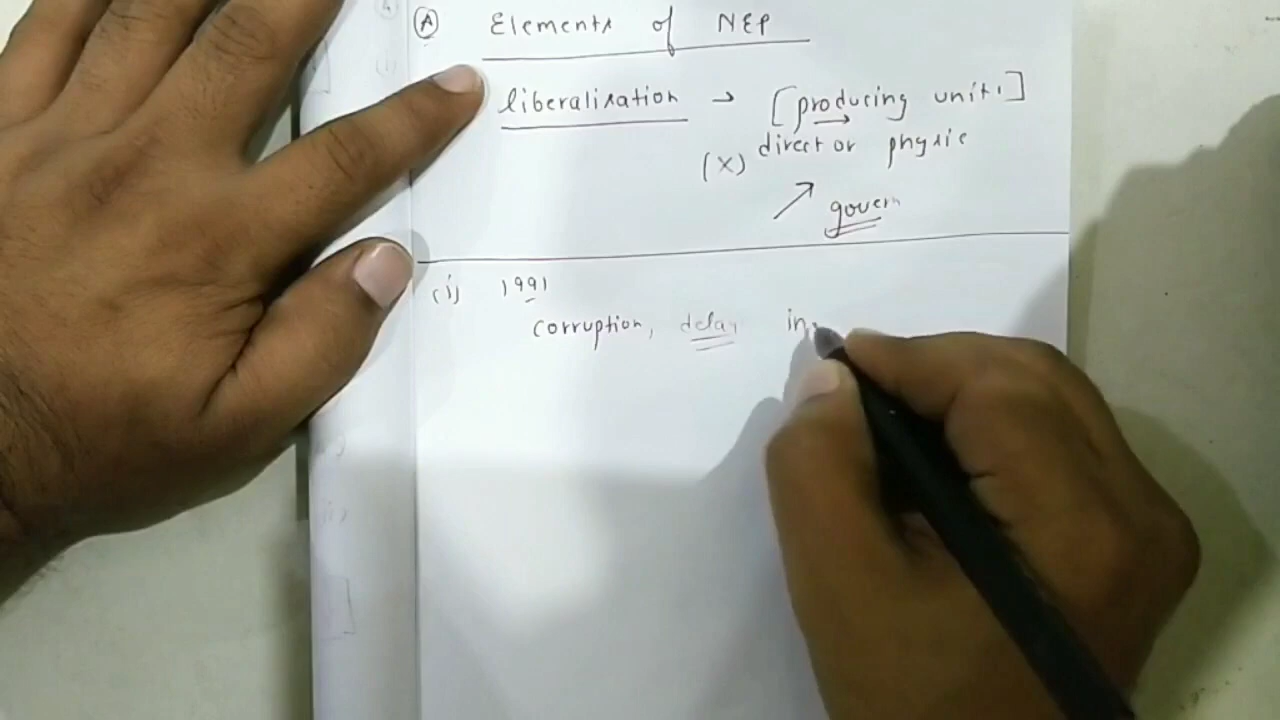 (A) Elements of NEP
liberalisation → [producing units]
(X) direct or physic
govern
(i) 1991
corruption, delay in